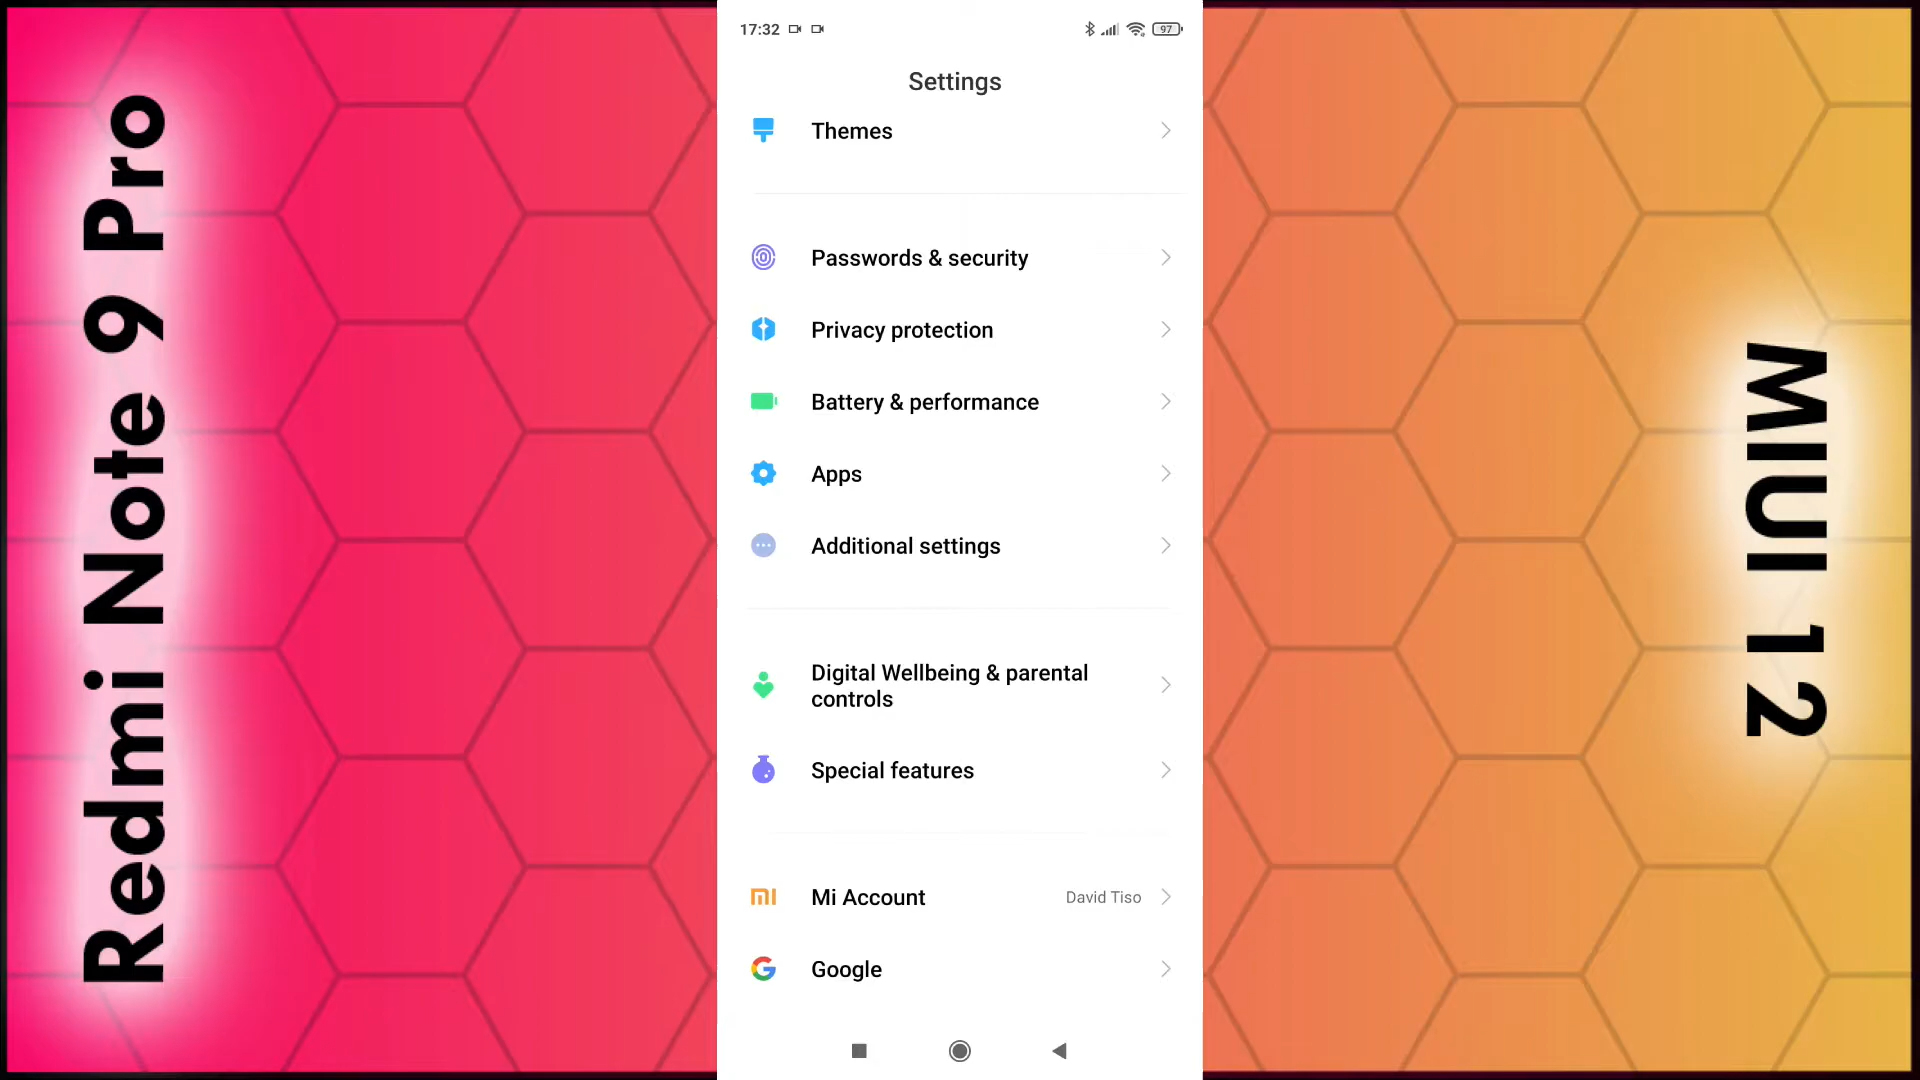 Redmi Note 9 Pro
17:32
97
Settings
Themes
Passwords & security
Privacy protection
Battery & performance
Apps
Additional settings
Digital Wellbeing & parental
controls
Special features
Mi Account David Tiso
Google
MIUI 12